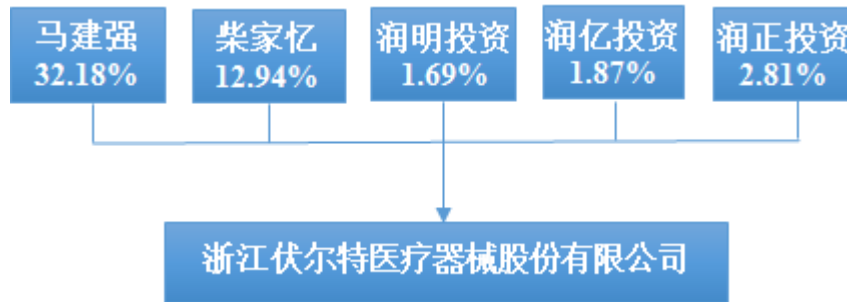 马建强
32.18%
柴家忆
12.94%
润明投资
1.69%
润亿投资
1.87%
润正投资
2.81%
浙江伏尔特医疗器械股份有限公司